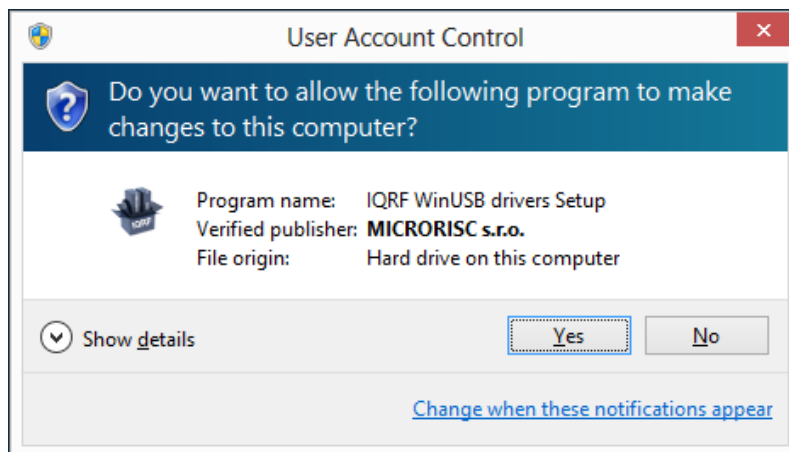 User Account Control
Do you want to allow the following program to make
changes to this computer?
IQRF
Program name: IQRF WinUSB drivers Setup
Verified publisher: MICRORISC s.r.o.
File origin: Hard drive on this computer
Show details
Yes No
Change when these notifications appear